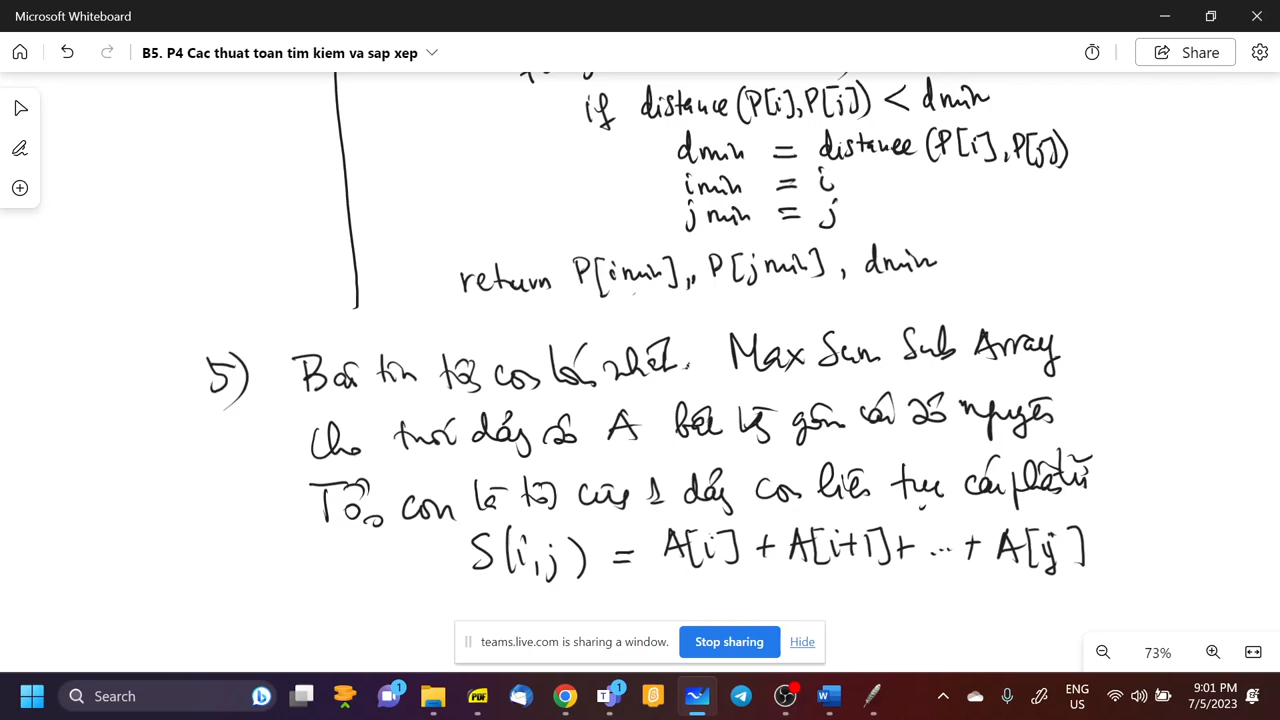 Microsoft Whiteboard
B5. P4 Cac thuat toan tim kiem va sap xep
Share
if distance (P[i], P[j]) < dmin
dmin = distance (P[i], P[j])
imin = i
jmin = j
return P[imin], P[jmin], dmin
5) Bài tìm tổng con lớn nhất. Max Sum Sub Array
Cho trước dãy số A bất kỳ gồm các số nguyên
Tổng con là tổng của 1 dãy con liên tục các phần tử
S(i,j) = A[i] + A[i+1] + ... + A[j]
teams.live.com is sharing a window.
Stop sharing
Hide
73%
Search
1
1
ENG
US
9:01 PM
7/5/2023